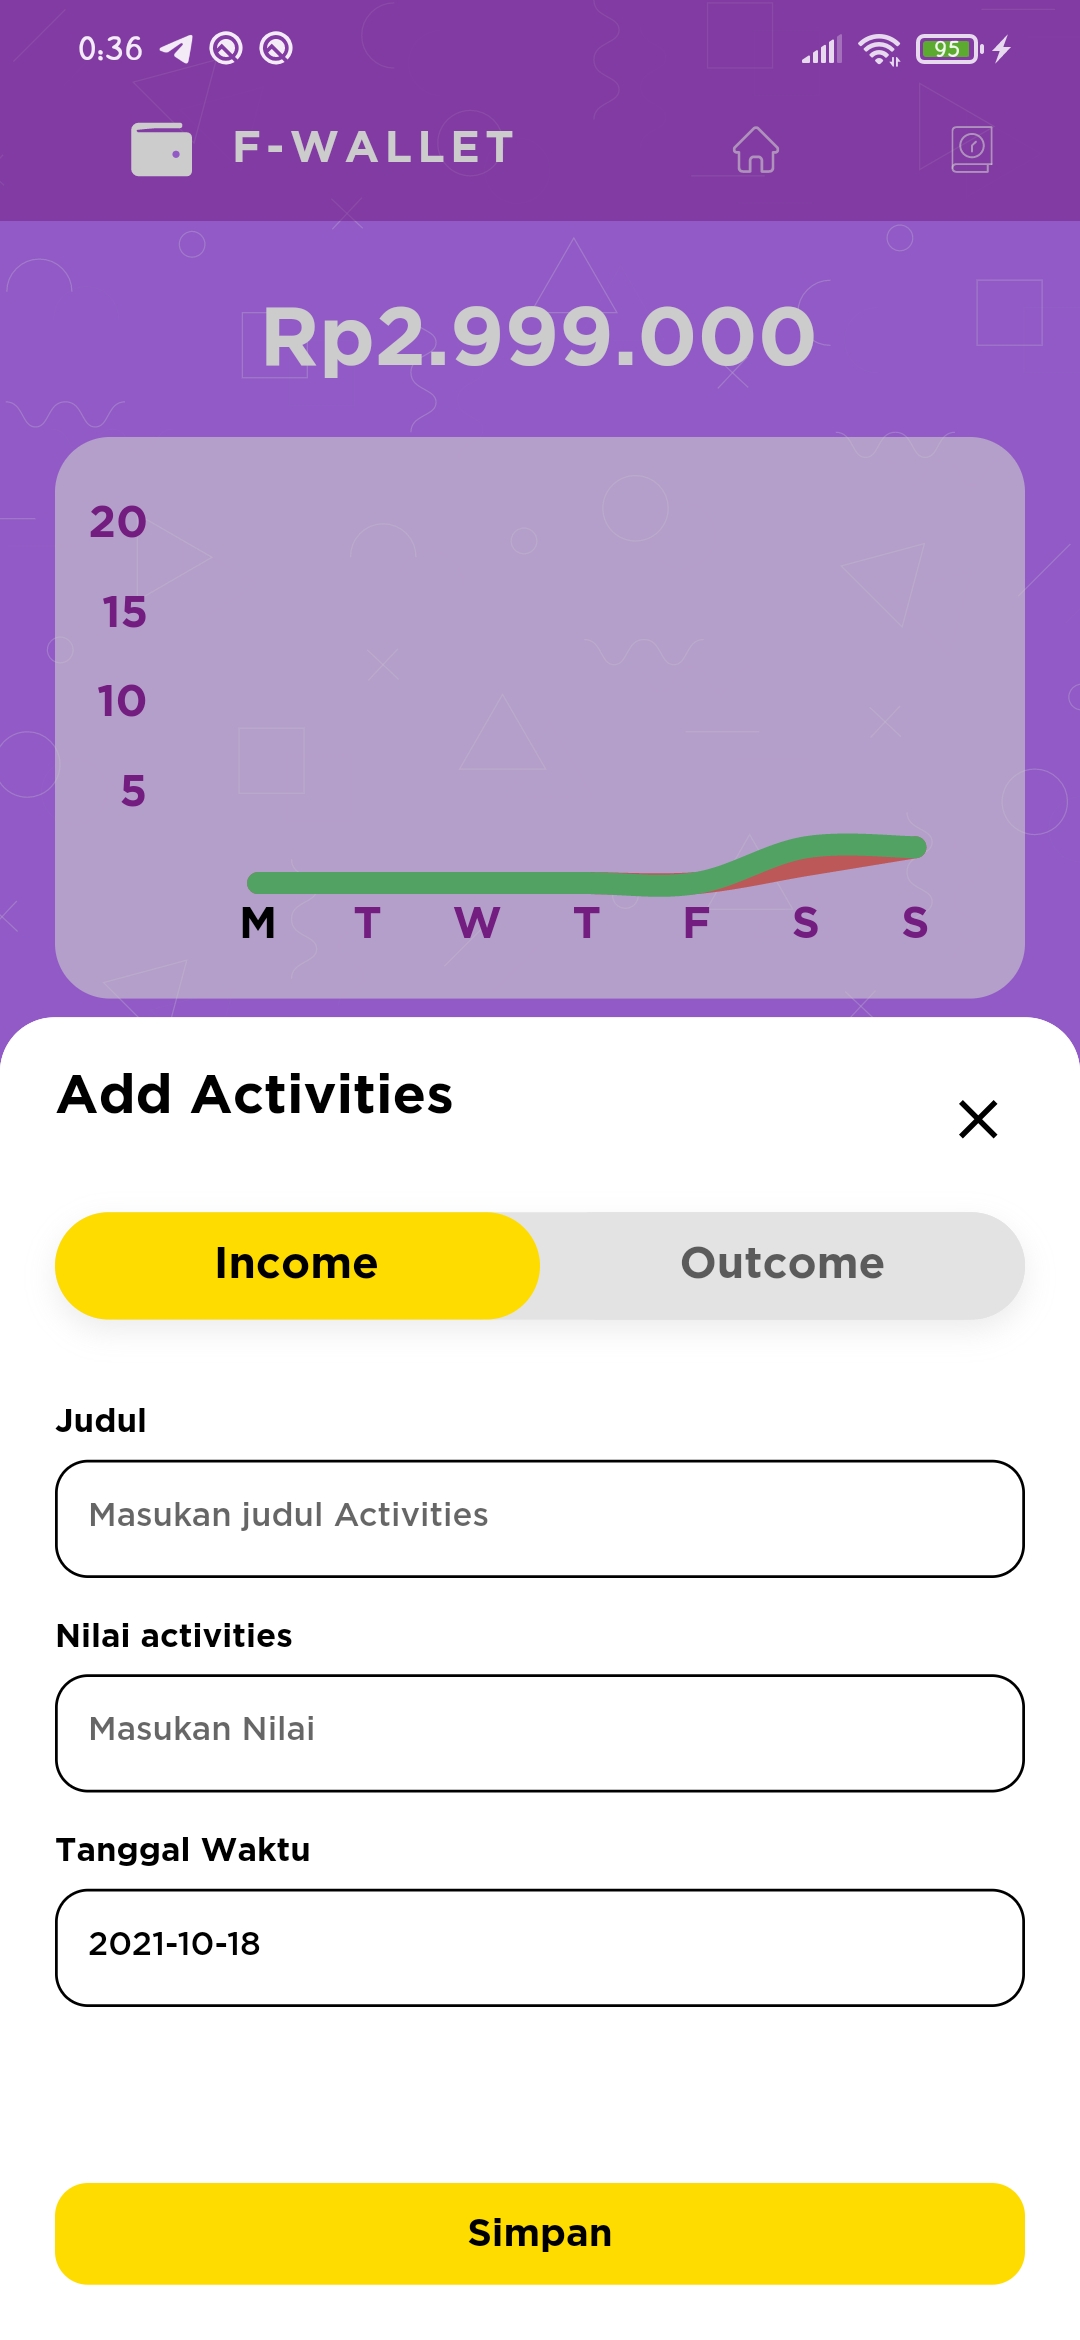 0:36 95
F-WALLET
Rp2.999.000
20
15
10
5
M T W T F S S
Add Activities
Income Outcome
Judul
Masukan judul Activities
Nilai activities
Masukan Nilai
Tanggal Waktu
2021-10-18
Simpan